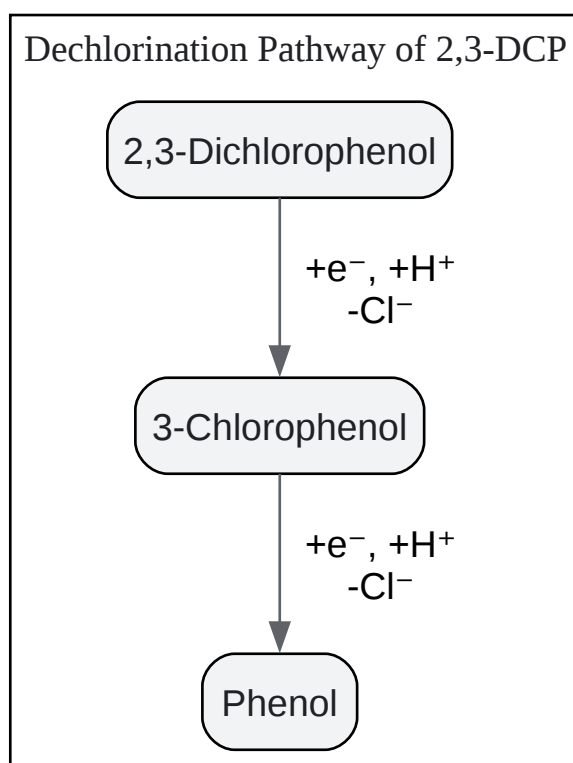 Dechlorination Pathway of 2,3-DCP
2,3-Dichlorophenol
+e⁻, +H⁺
-Cl⁻
3-Chlorophenol
+e⁻, +H⁺
-Cl⁻
Phenol